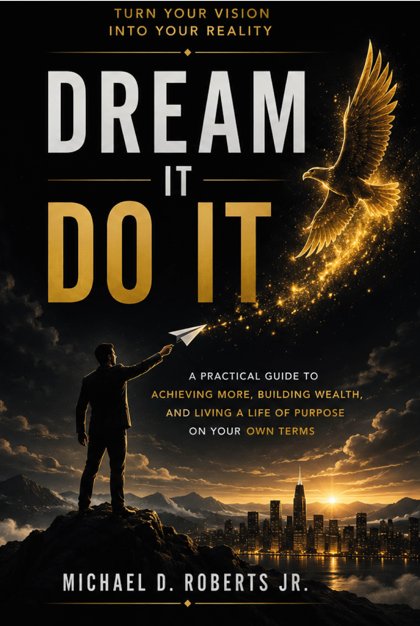 TURN YOUR VISION
INTO YOUR REALITY
DREAM
IT
DO IT
A PRACTICAL GUIDE TO
ACHIEVING MORE, BUILDING WEALTH,
AND LIVING A LIFE OF PURPOSE
ON YOUR OWN TERMS
MICHAEL D. ROBERTS JR.